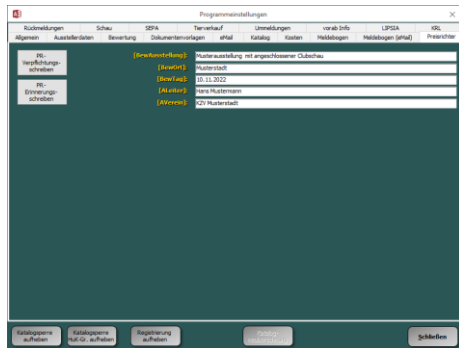 Programmeinstellungen
Rückmeldungen Schau SEPA Tierverkauf Ummeldungen vorab Info LIPSIA KRL
Allgemein Ausstellerdaten Bewertung Dokumentenvorlagen eMail Katalog Kosten Meldebogen Meldebogen (eMail) Preisrichter
PR-
Verpflichtungs-
schreiben
PR-
Erinnerungs-
schreiben
[BewAusstellung]: Musterausstellung mit angeschlossener Clubschau
[BewOrt]: Musterstadt
[BewTag]: 10.11.2022
[ALeiter]: Hans Mustermann
[AVerein]: KZV Musterstadt
Katalogsperre
aufheben
Katalogsperre
Mult-Gr. aufheben
Registrierung
aufheben
Schließen